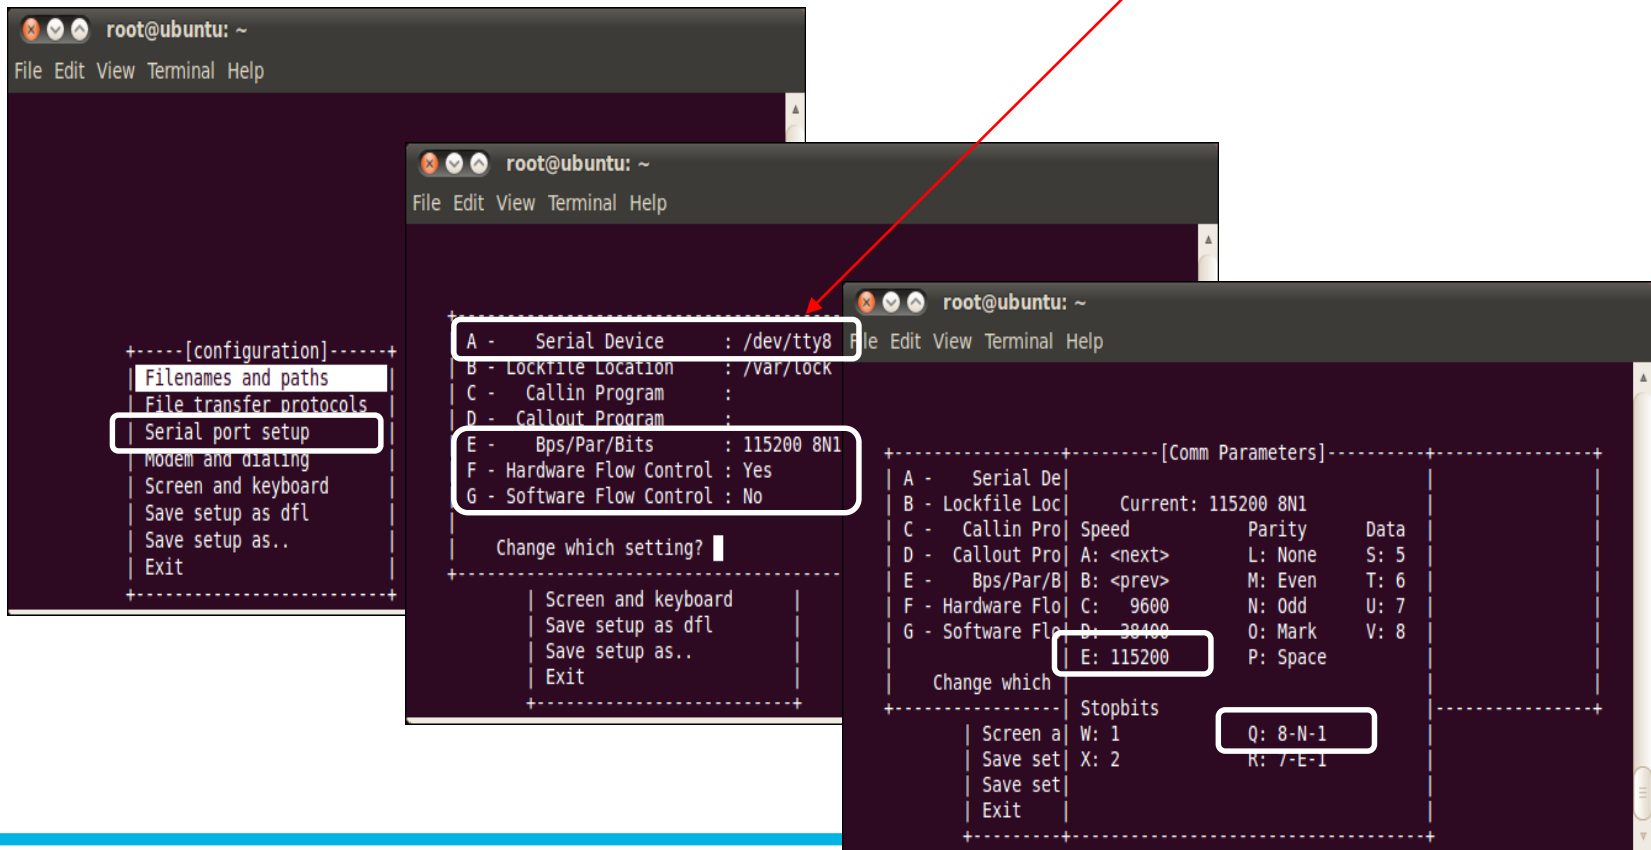 root@ubuntu: ~
File Edit View Terminal Help
+-----[configuration]------+
| Filenames and paths |
| File transfer protocols |
| Serial port setup |
| Modem and dialing |
| Screen and keyboard |
| Save setup as dfl |
| Save setup as.. |
| Exit |
+--------------------------+
root@ubuntu: ~
File Edit View Terminal Help
A - Serial Device : /dev/tty8
| B - Lockfile Location : /var/lock
| C - Callin Program :
| D - Callout Program :
E - Bps/Par/Bits : 115200 8N1
F - Hardware Flow Control : Yes
G - Software Flow Control : No
| Change which setting?
| Screen and keyboard |
| Save setup as dfl |
| Save setup as.. |
| Exit |
+--------------------------+
root@ubuntu: ~
File Edit View Terminal Help
+-----------------+---------[Comm Parameters]----------+----------------+
| A - Serial De| | |
| B - Lockfile Loc| Current: 115200 8N1 | |
| C - Callin Pro| Speed Parity Data | |
| D - Callout Pro| A: <next> L: None S: 5 | |
| E - Bps/Par/B| B: <prev> M: Even T: 6 | |
| F - Hardware Flo| C: 9600 N: Odd U: 7 | |
| G - Software Flo| D: 38400 O: Mark V: 8 | |
| | E: 115200 P: Space | |
| Change which | | |
+-----------------| Stopbits |----------------+
| Screen a| W: 1 Q: 8-N-1 |
| Save set| X: 2 R: 7-E-1 |
| Save set| |
| Exit | |
+---------+------------------------------------+